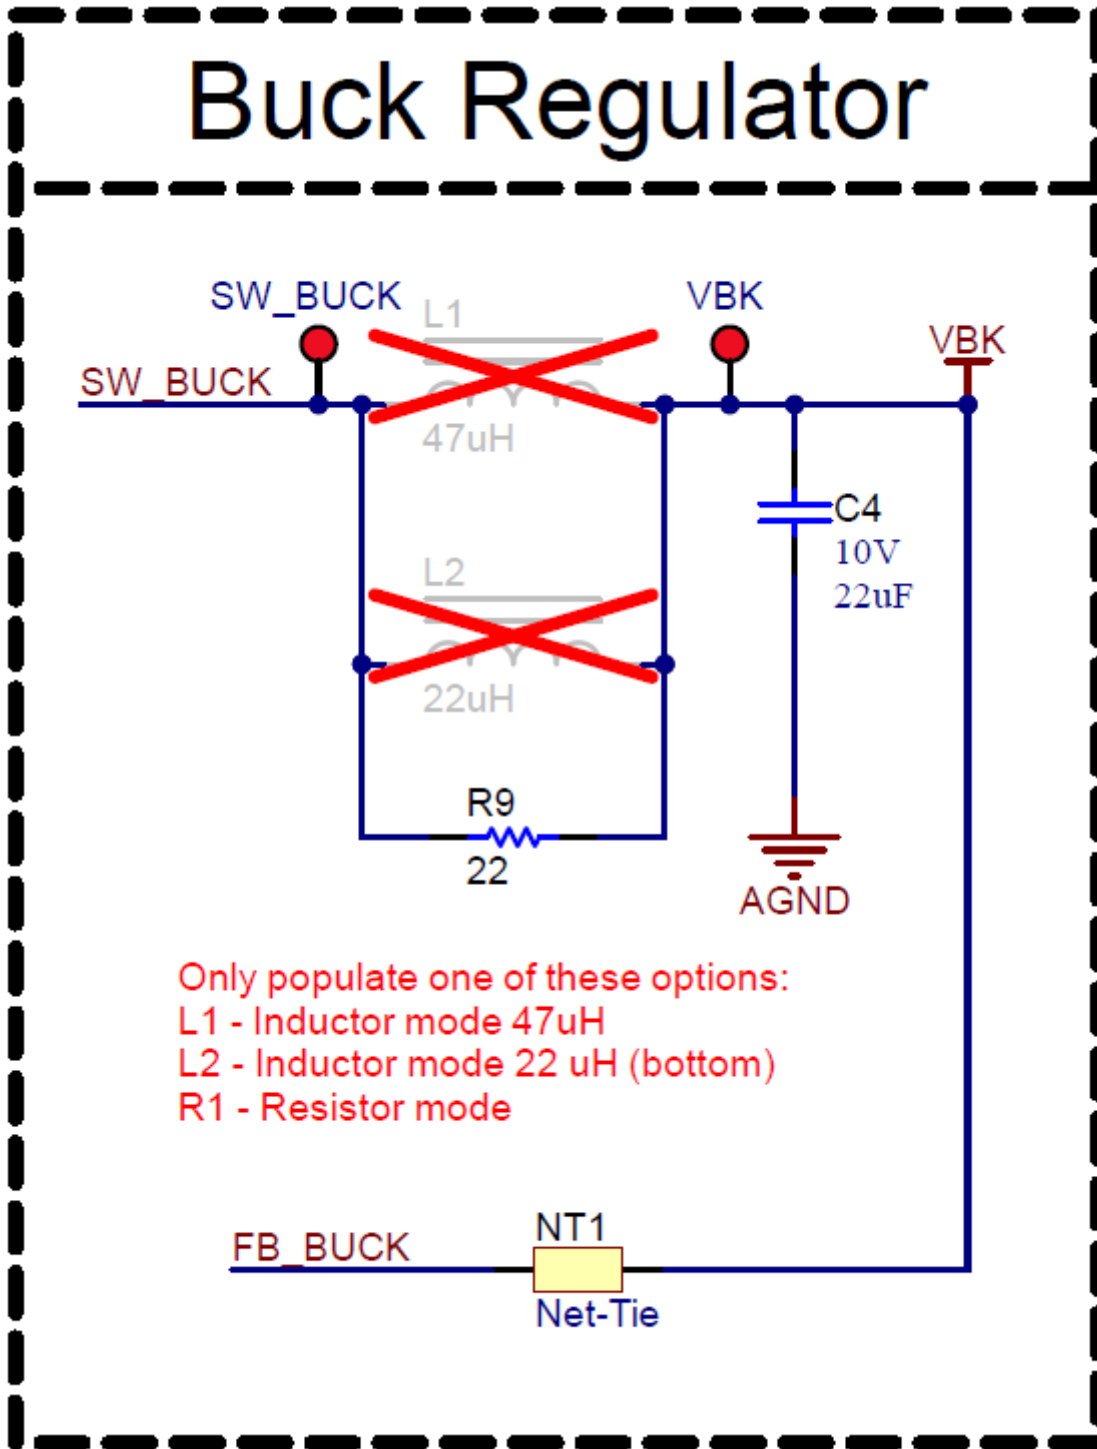 Buck Regulator
SW_BUCK
L1
VBK
VBK
SW_BUCK
47uH
C4
10V
22uF
L2
22uH
R9
22
AGND
Only populate one of these options:
L1 - Inductor mode 47uH
L2 - Inductor mode 22 uH (bottom)
R1 - Resistor mode
NT1
FB_BUCK
Net-Tie